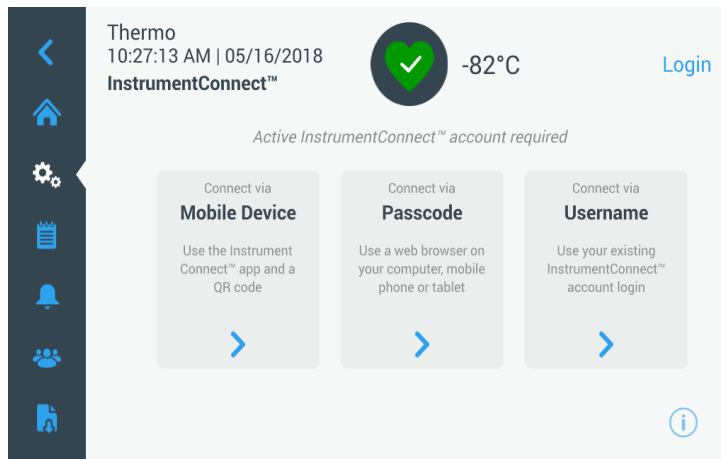 Thermo
10:27:13 AM | 05/16/2018
InstrumentConnect™
-82°C
Login
Active InstrumentConnect™ account required
Connect via
Mobile Device
Use the Instrument
Connect™ app and a
QR code
Connect via
Passcode
Use a web browser on
your computer, mobile
phone or tablet
Connect via
Username
Use your existing
InstrumentConnect™
account login